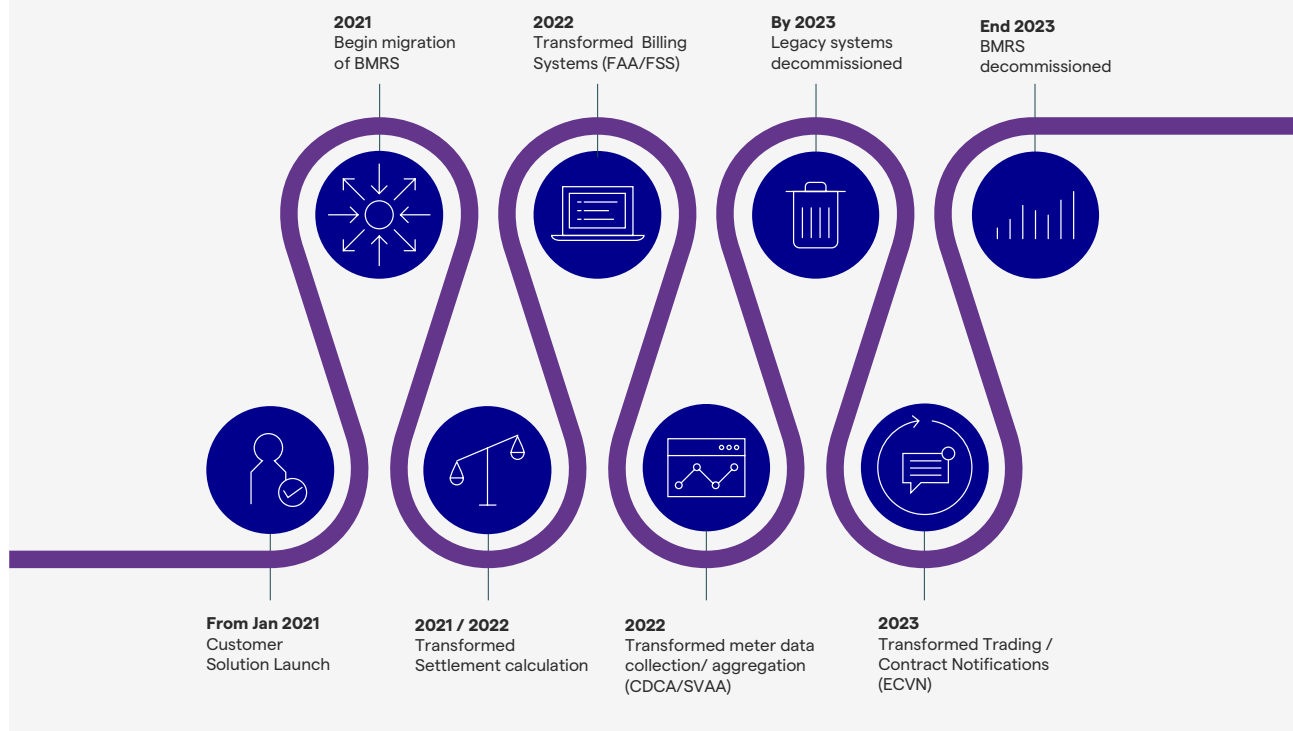 2021
Begin migration
of BMRS
2022
Transformed Billing
Systems (FAA/FSS)
By 2023
Legacy systems
decommissioned
End 2023
BMRS
decommissioned
From Jan 2021
Customer
Solution Launch
2021 / 2022
Transformed
Settlement calculation
2022
Transformed meter data
collection/ aggregation
(CDCA/SVAA)
2023
Transformed Trading /
Contract Notifications
(ECVN)